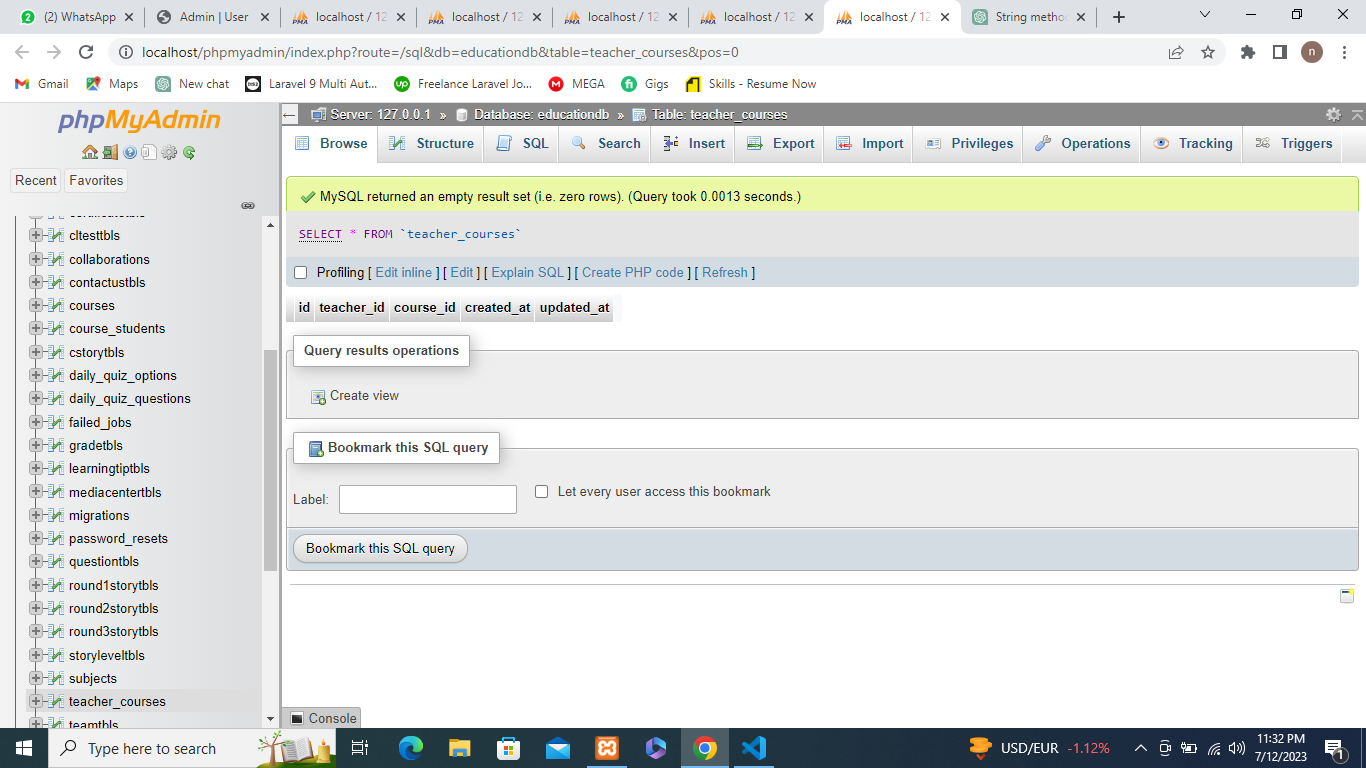 (2) WhatsApp
Admin | User
localhost / 12
localhost / 12
localhost / 12
localhost / 12
localhost / 12
String metho
localhost/phpmyadmin/index.php?route=/sql&db=educationdb&table=teacher_courses&pos=0
n
Gmail
Maps
New chat
Laravel 9 Multi Aut...
Freelance Laravel Jo...
MEGA
Gigs
Skills - Resume Now
phpMyAdmin
Recent
Favorites
cltesttbls
collaborations
contactustbls
courses
course_students
cstorytbls
daily_quiz_options
daily_quiz_questions
failed_jobs
gradetbls
learningtiptbls
mediacentertbls
migrations
password_resets
questiontbls
round1storytbls
round2storytbls
round3storytbls
storyleveltbls
subjects
teacher_courses
teamtbls
Server: 127.0.0.1 » Database: educationdb » Table: teacher_courses
Browse
Structure
SQL
Search
Insert
Export
Import
Privileges
Operations
Tracking
Triggers
MySQL returned an empty result set (i.e. zero rows). (Query took 0.0013 seconds.)
SELECT * FROM `teacher_courses`
Profiling [ Edit inline ] [ Edit ] [ Explain SQL ] [ Create PHP code ] [ Refresh ]
id teacher_id course_id created_at updated_at
Query results operations
Create view
Bookmark this SQL query
Label:
Let every user access this bookmark
Bookmark this SQL query
Console
Type here to search
USD/EUR -1.12%
11:32 PM
7/12/2023
1